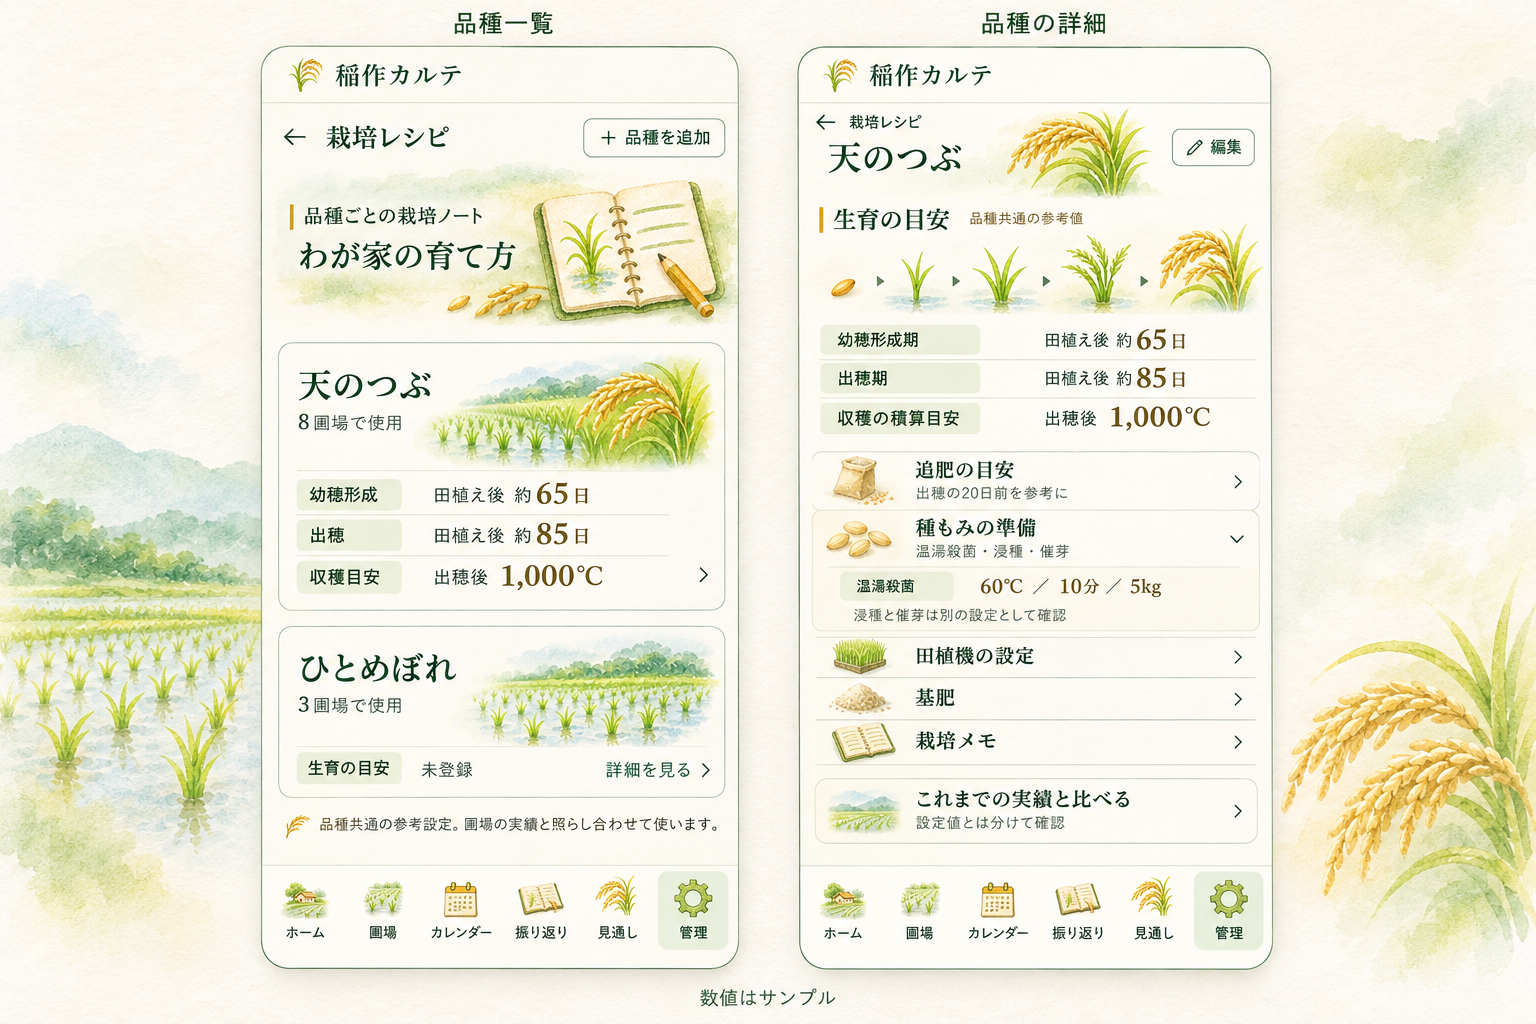 品種一覧
稲作カルテ
← 栽培レシピ
＋ 品種を追加
品種ごとの栽培ノート
わが家の育て方
天のつぶ
8圃場で使用
幼穂形成 田植え後 約65日
出穂 田植え後 約85日
収穫目安 出穂後 1,000℃
ひとめぼれ
3圃場で使用
生育の目安 未登録 詳細を見る
品種共通の参考設定。圃場の実績と照らし合わせて使います。
ホーム 圃場 カレンダー 振り返り 見通し 管理
品種の詳細
稲作カルテ
← 栽培レシピ
天のつぶ
編集
生育の目安 品種共通の参考値
幼穂形成期 田植え後 約65日
出穂期 田植え後 約85日
収穫の積算目安 出穂後 1,000℃
追肥の目安
出穂の20日前を参考に
種もみの準備
温湯殺菌・浸種・催芽
温湯殺菌 60℃ ／ 10分 ／ 5kg
浸種と催芽は別の設定として確認
田植機の設定
基肥
栽培メモ
これまでの実績と比べる
設定値とは分けて確認
ホーム 圃場 カレンダー 振り返り 見通し 管理
数値はサンプル